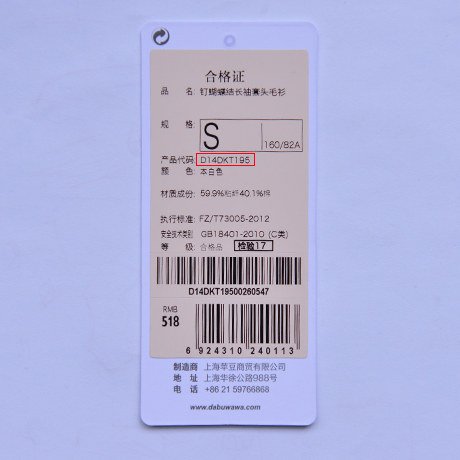 合格证
品 名: 钉蝴蝶结长袖套头毛衫
规 格:
S
160/82A
产品代码: D14DKT195
颜 色: 本白色
材质成份: 59.9%粘纤40.1%棉
执行标准: FZ/T73005-2012
安全技术类别: GB18401-2010 (C类)
等 级: 合格品 检验17
D14DKT19500260547
RMB
518
6 924310 240113
制造商 上海萃豆商贸有限公司
地 址 上海华徐公路988号
电 话 +86 21 59766868
www.dabuwawa.com